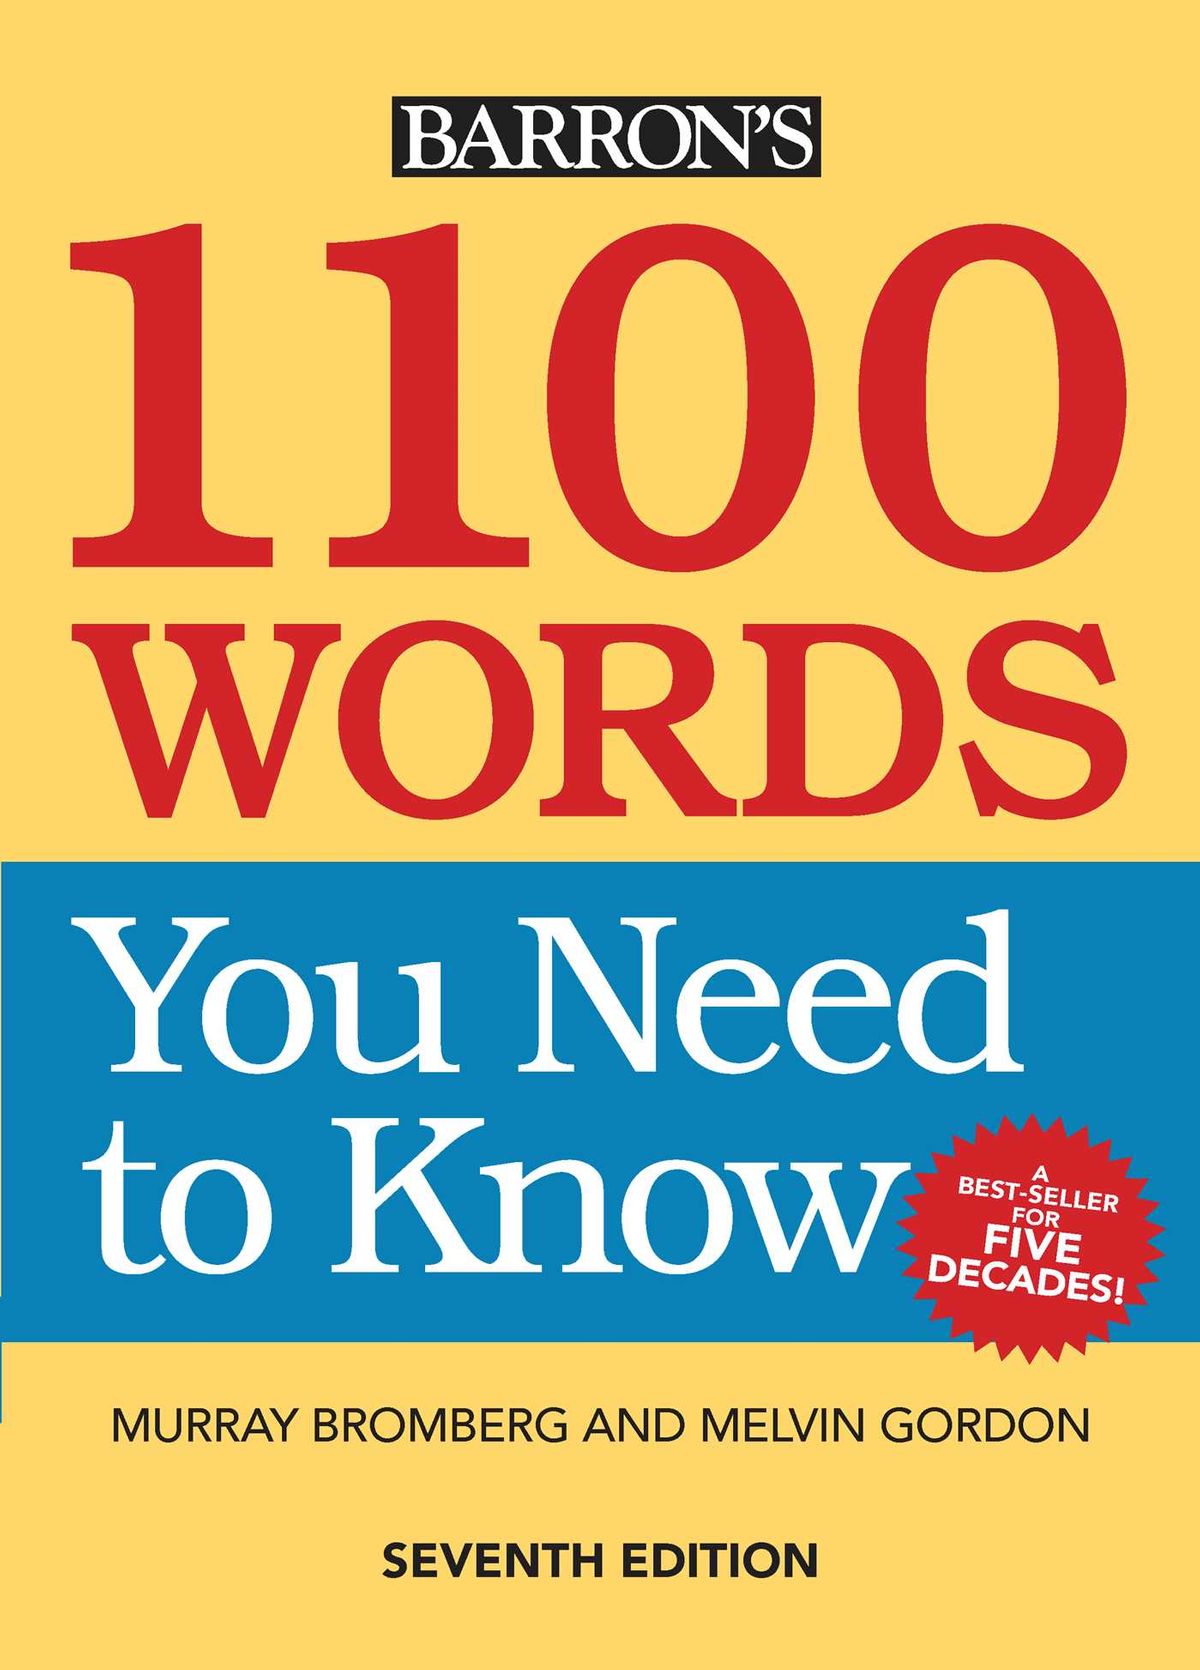 BARRON'S
1100
WORDS
You Need
to Know
A
BEST-SELLER
FOR
FIVE
DECADES!
MURRAY BROMBERG AND MELVIN GORDON
SEVENTH EDITION